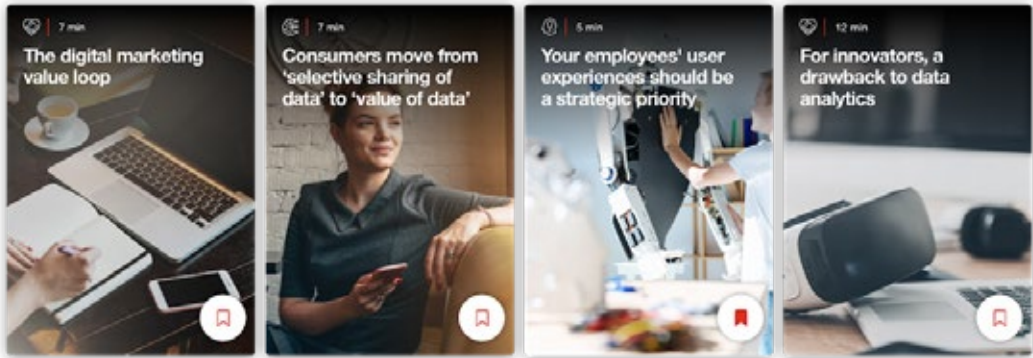 7 min
The digital marketing
value loop
7 min
Consumers move from
‘selective sharing of
data’ to ‘value of data’
5 min
Your employees' user
experiences should be
a strategic priority
12 min
For innovators, a
drawback to data
analytics